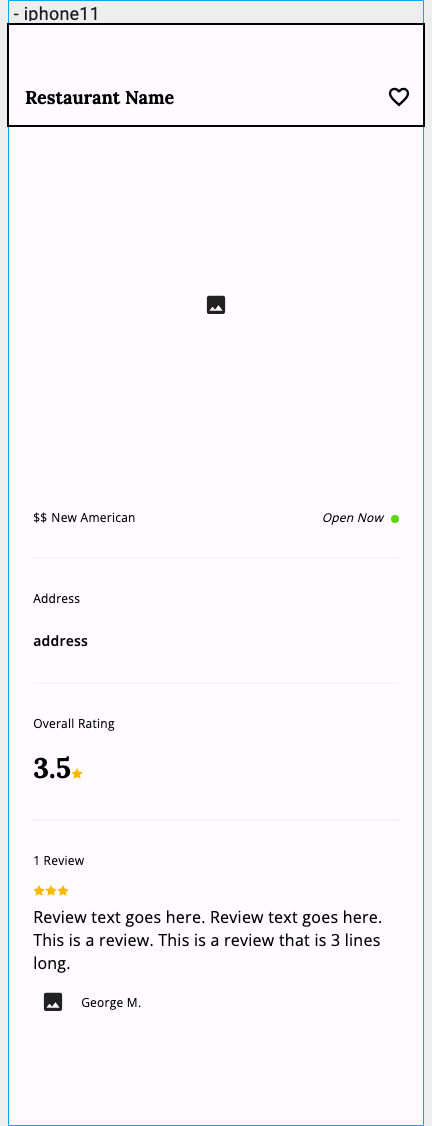 - iphone11
Restaurant Name
$$ New American
Open Now
Address
address
Overall Rating
3.5
1 Review
Review text goes here. Review text goes here.
This is a review. This is a review that is 3 lines
long.
George M.